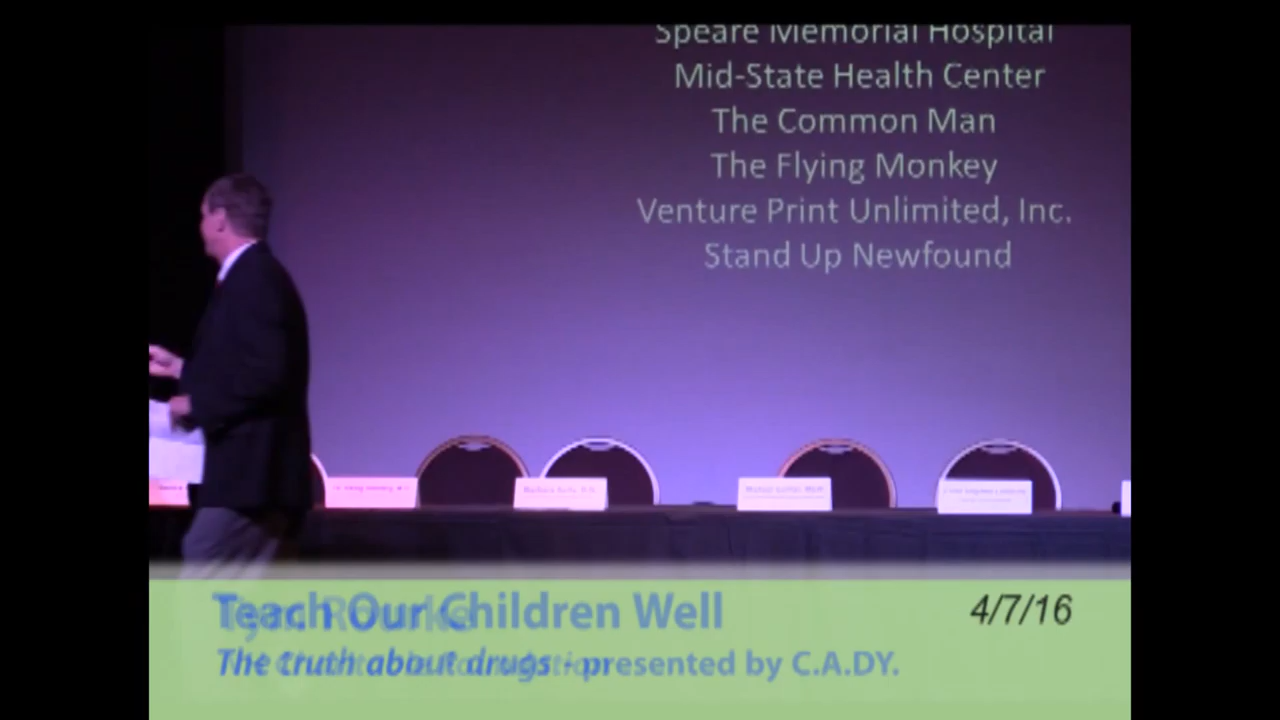 Speare Memorial Hospital
Mid-State Health Center
The Common Man
The Flying Monkey
Venture Print Unlimited, Inc.
Stand Up Newfound
Teach Our Children Well
4/7/16
The truth about drugs - presented by C.A.DY.